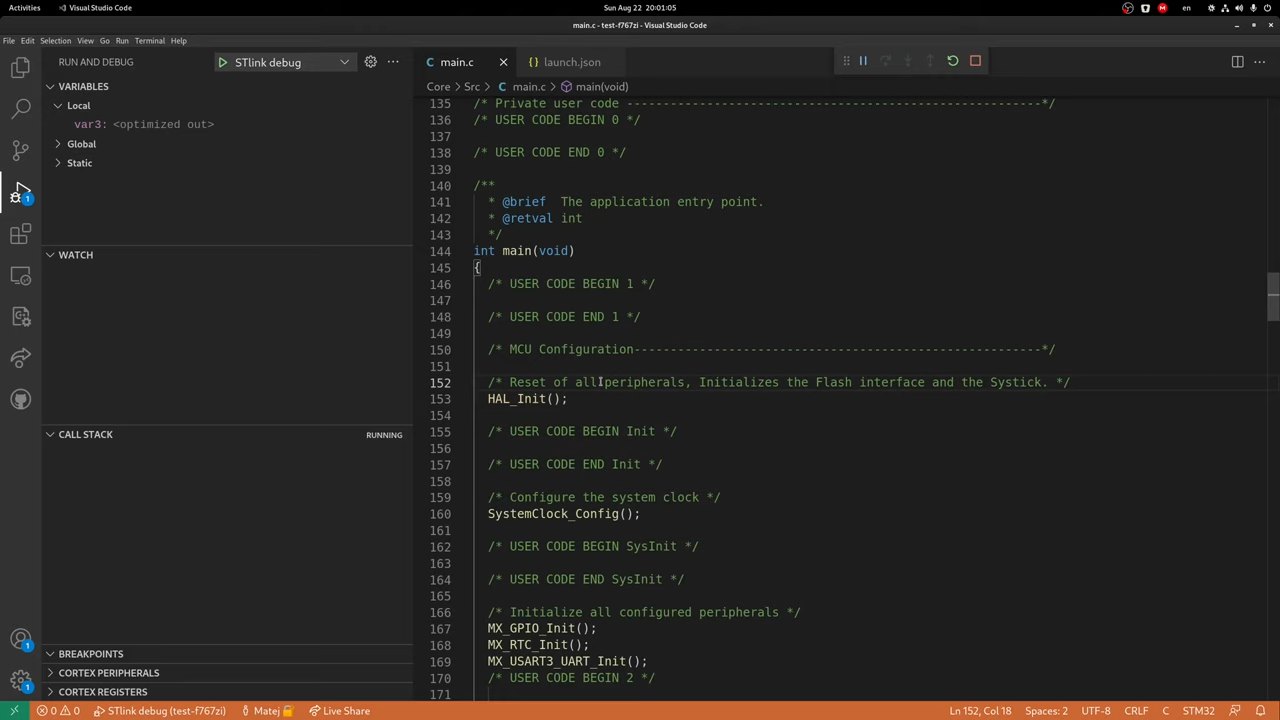 Activities Visual Studio Code Sun Aug 22 20:01:05 en
main.c - test-f767zi - Visual Studio Code
File Edit Selection View Go Run Terminal Help
RUN AND DEBUG STlink debug
VARIABLES
Local
var3: <optimized out>
Global
Static
1
WATCH
CALL STACK RUNNING
BREAKPOINTS
CORTEX PERIPHERALS
CORTEX REGISTERS
1
1
C main.c launch.json
Core > Src > C main.c > main(void)
135 /* Private user code ---------------------------------------------------------*/
136 /* USER CODE BEGIN 0 */
137
138 /* USER CODE END 0 */
139
140 /**
141 * @brief  The application entry point.
142 * @retval int
143 */
144 int main(void)
145 {
146 /* USER CODE BEGIN 1 */
147
148 /* USER CODE END 1 */
149
150 /* MCU Configuration--------------------------------------------------------*/
151
152 /* Reset of all peripherals, Initializes the Flash interface and the Systick. */
153 HAL_Init();
154
155 /* USER CODE BEGIN Init */
156
157 /* USER CODE END Init */
158
159 /* Configure the system clock */
160 SystemClock_Config();
161
162 /* USER CODE BEGIN SysInit */
163
164 /* USER CODE END SysInit */
165
166 /* Initialize all configured peripherals */
167 MX_GPIO_Init();
168 MX_RTC_Init();
169 MX_USART3_UART_Init();
170 /* USER CODE BEGIN 2 */
171
0 0 STlink debug (test-f767zi) Matej Live Share Ln 152, Col 18 Spaces: 2 UTF-8 CRLF C STM32